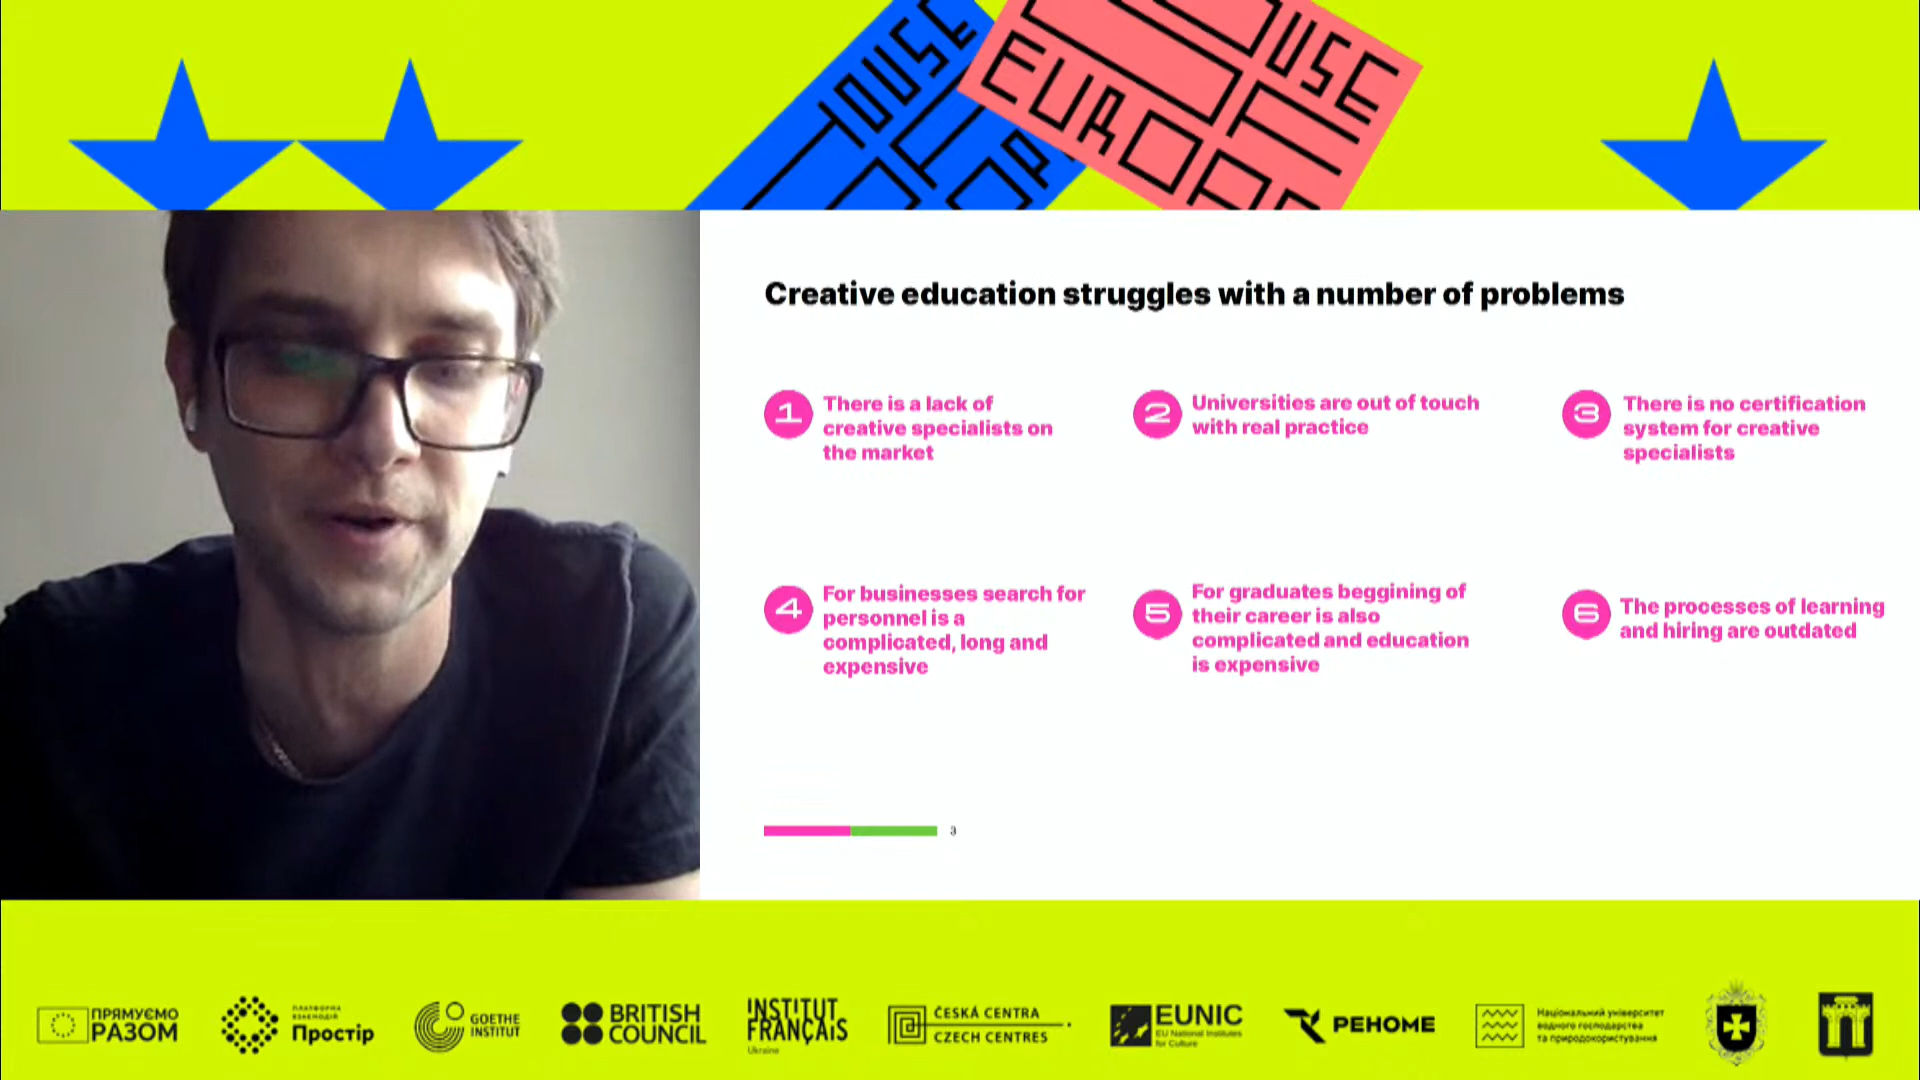 HOUSE
OF
EUROPE
USE
Creative education struggles with a number of problems
1
There is a lack of
creative specialists on
the market
2
Universities are out of touch
with real practice
3
There is no certification
system for creative
specialists
4
For businesses search for
personnel is a
complicated, long and
expensive
5
For graduates beggining of
their career is also
complicated and education
is expensive
6
The processes of learning
and hiring are outdated
3
ПРЯМУЄМО
РАЗОМ
ПЛАТФОРМА
ВЗАЄМОДІЙ
Простір
GOETHE
INSTITUT
BRITISH
COUNCIL
INSTITUT
FRANÇAIS
Ukraine
ČESKÁ CENTRA
CZECH CENTRES
EUNIC
EU National Institutes
for Culture
РЕНОМЕ
Національний університет
водного господарства
та природокористування